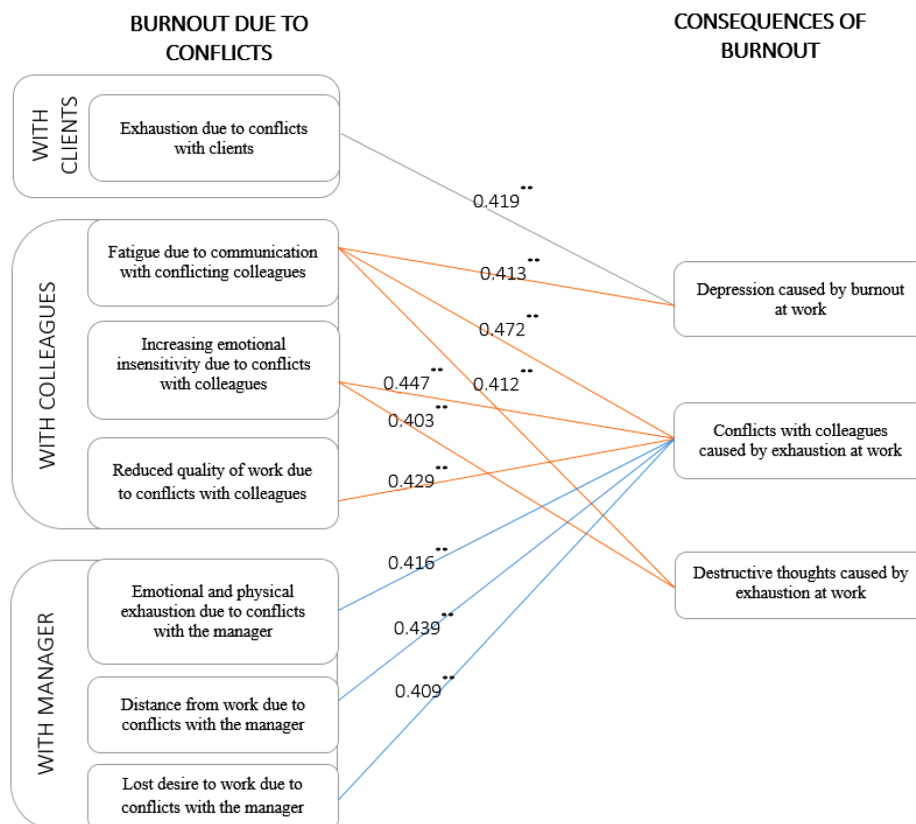 BURNOUT DUE TO
CONFLICTS
CONSEQUENCES OF
BURNOUT
WITH
CLIENTS
Exhaustion due to conflicts
with clients
WITH COLLEAGUES
Fatigue due to communication
with conflicting colleagues
Increasing emotional
insensitivity due to conflicts
with colleagues
Reduced quality of work due
to conflicts with colleagues
WITH MANAGER
Emotional and physical
exhaustion due to conflicts
with the manager
Distance from work due to
conflicts with the manager
Lost desire to work due to
conflicts with the manager
0.419**
0.413**
0.472**
0.447**
0.412**
0.403**
0.429**
0.416**
0.439**
0.409**
Depression caused by burnout
at work
Conflicts with colleagues
caused by exhaustion at work
Destructive thoughts caused by
exhaustion at work